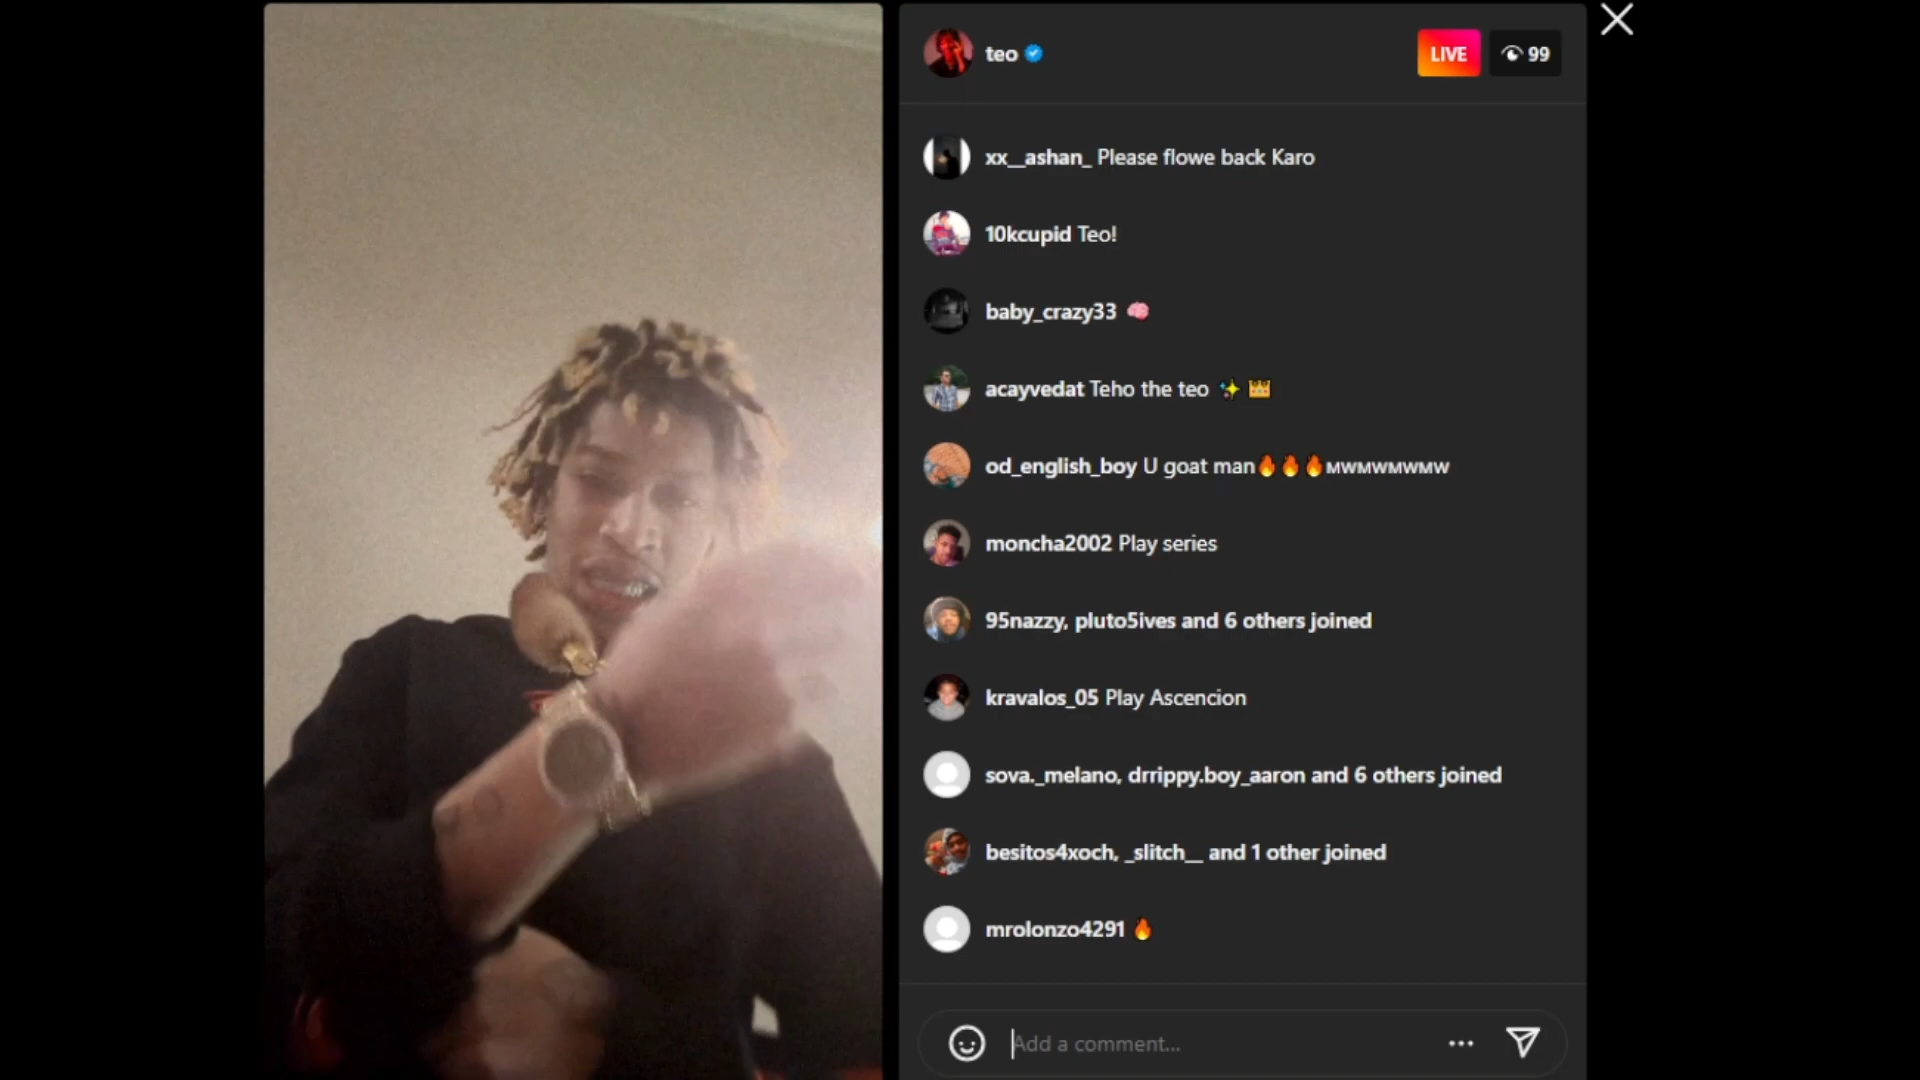 teo
LIVE
99
xx__ashan_ Please flowe back Karo
10kcupid Teo!
baby_crazy33 🧠
acayvedat Teho the teo ✨ 👑
od_english_boy U goat man🔥🔥🔥мwмwмwмw
moncha2002 Play series
95nazzy, pluto5ives and 6 others joined
kravalos_05 Play Ascencion
sova._melano, drrippy.boy_aaron and 6 others joined
besitos4xoch, _slitch__ and 1 other joined
mrolonzo4291 🔥
Add a comment...